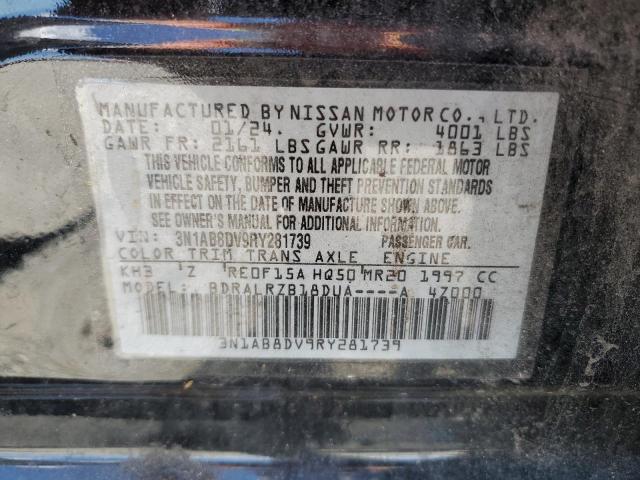 MANUFACTURED BY NISSAN MOTOR CO., LTD.
DATE: 01/24. GVWR: 4001 LBS
GAWR FR: 2161 LBS GAWR RR: 1863 LBS
THIS VEHICLE CONFORMS TO ALL APPLICABLE FEDERAL MOTOR
VEHICLE SAFETY, BUMPER AND THEFT PREVENTION STANDARDS
IN EFFECT ON THE DATE OF MANUFACTURE SHOWN ABOVE.
SEE OWNER'S MANUAL FOR ADDITIONAL INFORMATION.
VIN: 3N1AB8DV9RY281739 PASSENGER CAR.
COLOR TRIM TRANS AXLE ENGINE
KH3 'Z RE0F15A HQ50 MR20 1997 CC
MODEL: BDRALRZB18DUA----A 4Z000
3N1AB8DV9RY281739